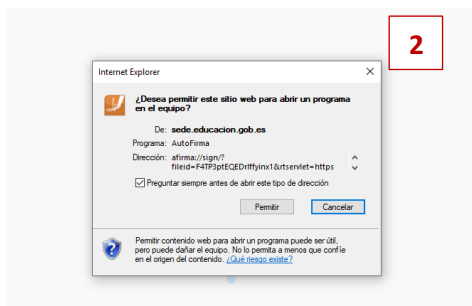 2
Internet Explorer
¿Desea permitir este sitio web para abrir un programa
en el equipo?
De: sede.educacion.gob.es
Programa: AutoFirma
Dirección: afirma://sign/?
fileid=F4TP3ptEQEDrlffyinx1&rtservlet=https
Preguntar siempre antes de abrir este tipo de dirección
Permitir Cancelar
Permitir contenido web para abrir un programa puede ser útil,
pero puede dañar el equipo. No lo permita a menos que confíe
en el origen del contenido. ¿Qué riesgo existe?